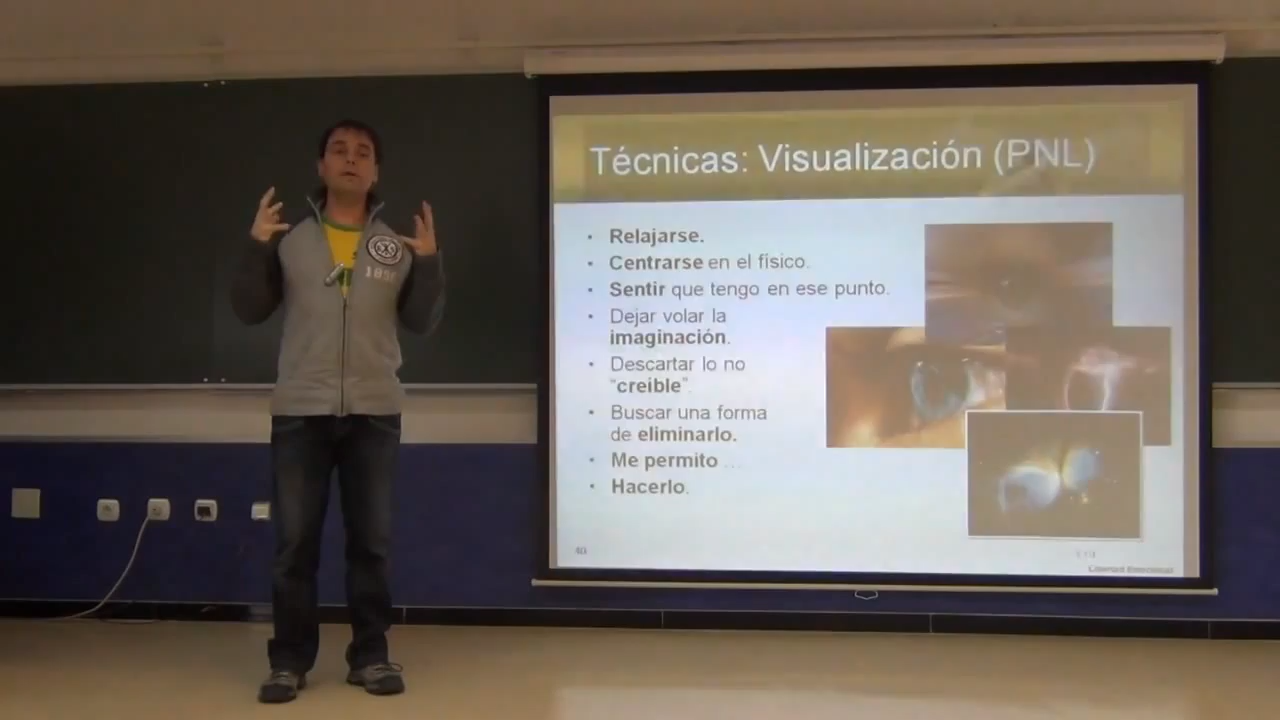 Técnicas: Visualización (PNL)
• Relajarse.
• Centrarse en el físico.
• Sentir que tengo en ese punto.
• Dejar volar la
imaginación.
• Descartar lo no
"creible".
• Buscar una forma
de eliminarlo.
• Me permito ...
• Hacerlo.
40